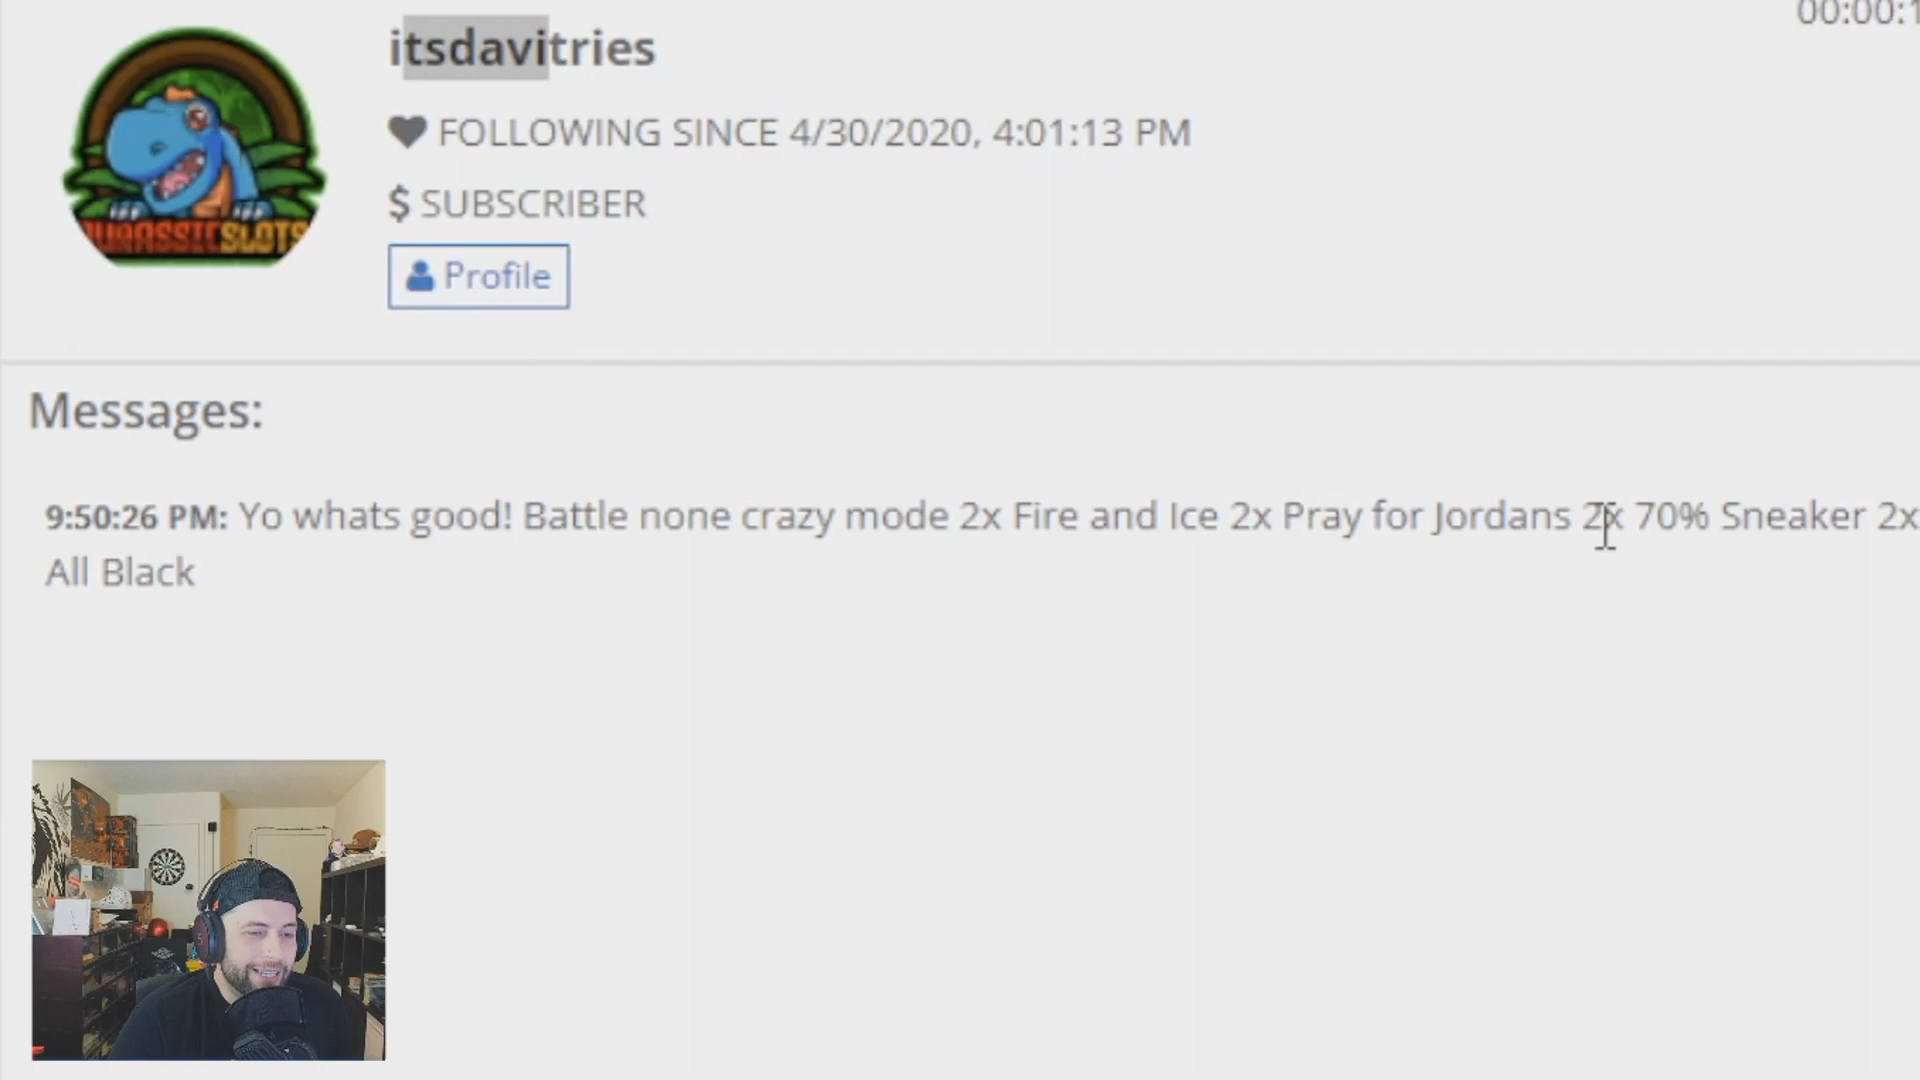 00:00:1
itsdavitries
FOLLOWING SINCE 4/30/2020, 4:01:13 PM
$ SUBSCRIBER
Profile
JURASSICSLOTS
Messages:
9:50:26 PM: Yo whats good! Battle none crazy mode 2x Fire and Ice 2x Pray for Jordans 2x 70% Sneaker 2x
All Black